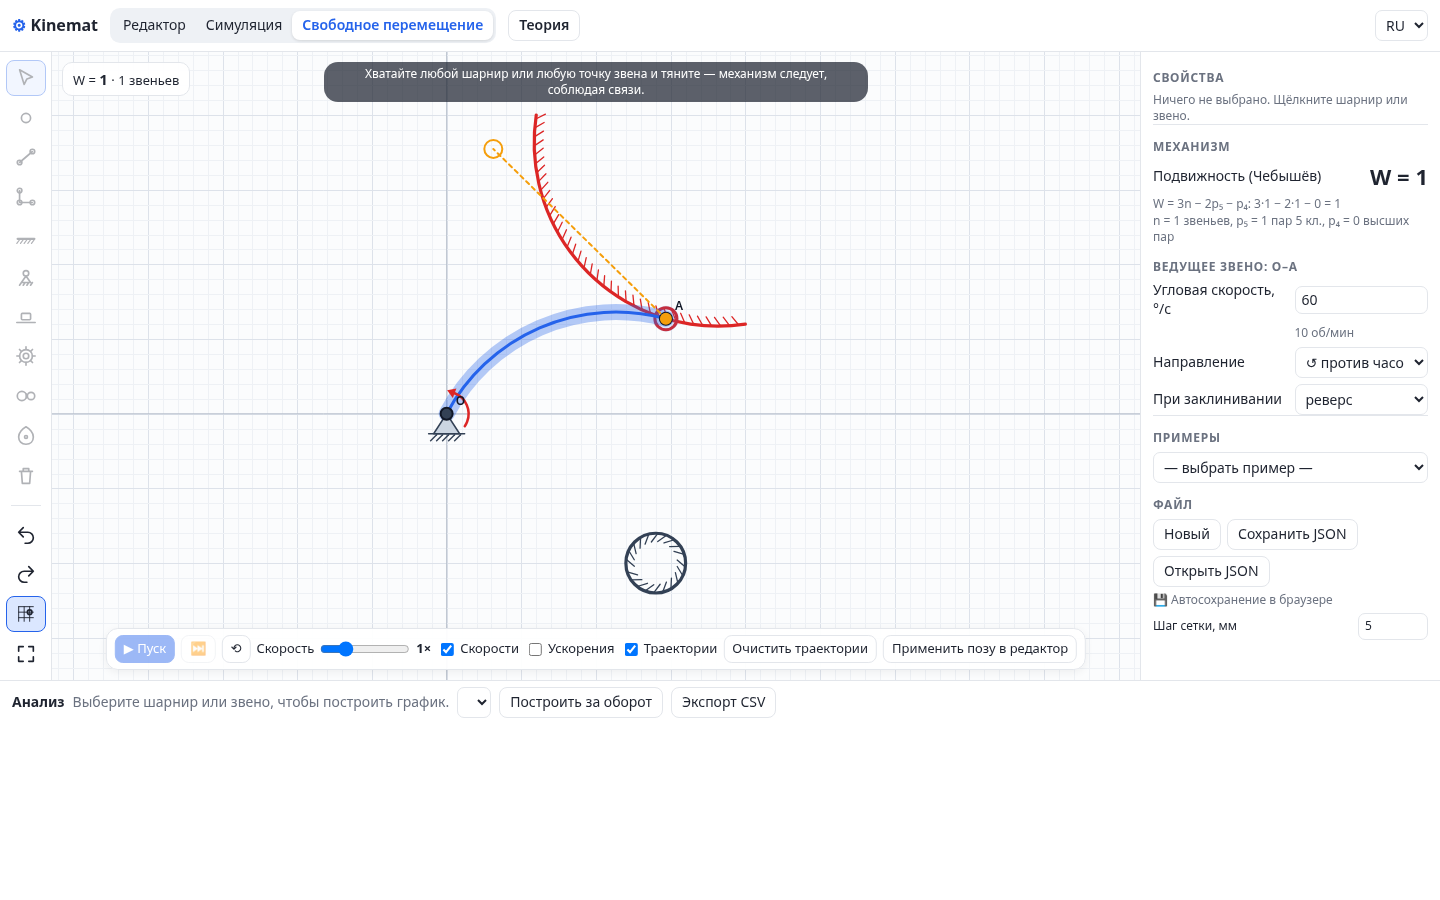 Kinemat
Редактор
Симуляция
Свободное перемещение
Теория
RU
W = 1 · 1 звеньев
Хватайте любой шарнир или любую точку звена и тяните — механизм следует,
соблюдая связи.
A
O
СВОЙСТВА
Ничего не выбрано. Щёлкните шарнир или
звено.
МЕХАНИЗМ
Подвижность (Чебышёв) W = 1
W = 3n − 2p₅ − p₄: 3·1 − 2·1 − 0 = 1
n = 1 звеньев, p₅ = 1 пар 5 кл., p₄ = 0 высших
пар
ВЕДУЩЕЕ ЗВЕНО: O–A
Угловая скорость,
°/с
60
10 об/мин
Направление ↺ против часо
При заклинивании реверс
ПРИМЕРЫ
— выбрать пример —
ФАЙЛ
Новый Сохранить JSON
Открыть JSON
💾 Автосохранение в браузере
Шаг сетки, мм 5
▶ Пуск ⏩ ⟲ Скорость 1× Скорости Ускорения Траектории Очистить траектории Применить позу в редактор
Анализ Выберите шарнир или звено, чтобы построить график. Построить за оборот Экспорт CSV